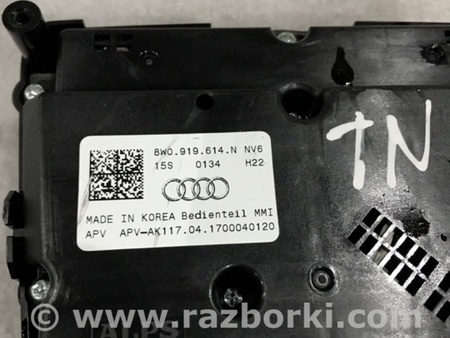 8W0.919.614.N NV6
15S 0134 H22
MADE IN KOREA Bedienteil MMI
APV APV-AK117.04.1700040120
TN
ALPS
© www.razborki.com